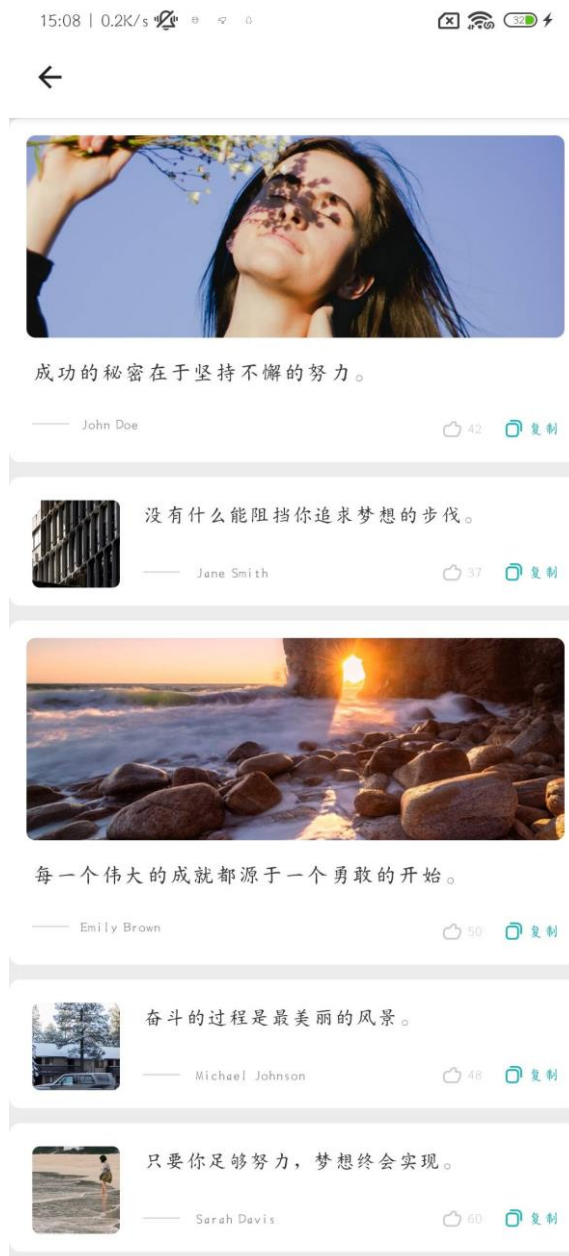 15:08 | 0.2K/s
32
成功的秘密在于坚持不懈的努力。
John Doe
42
复制
没有什么能阻挡你追求梦想的步伐。
Jane Smith
37
复制
每一个伟大的成就都源于一个勇敢的开始。
Emily Brown
50
复制
奋斗的过程是最美丽的风景。
Michael Johnson
48
复制
只要你足够努力，梦想终会实现。
Sarah Davis
60
复制